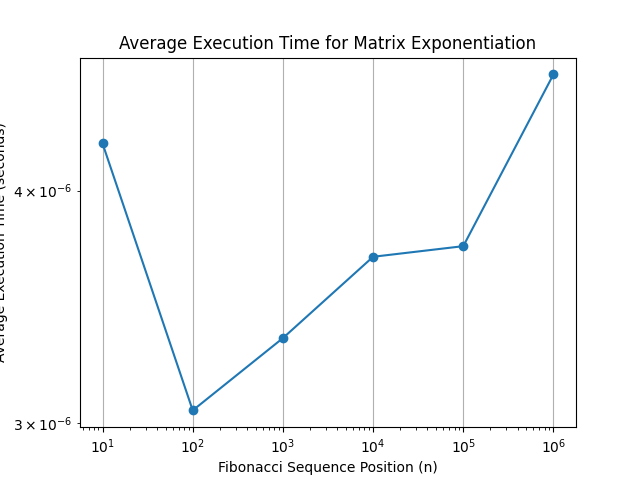 Average Execution Time for Matrix Exponentiation
Average Execution Time (seconds)
4 × 10⁻⁶
3 × 10⁻⁶
10¹ 10² 10³ 10⁴ 10⁵ 10⁶
Fibonacci Sequence Position (n)